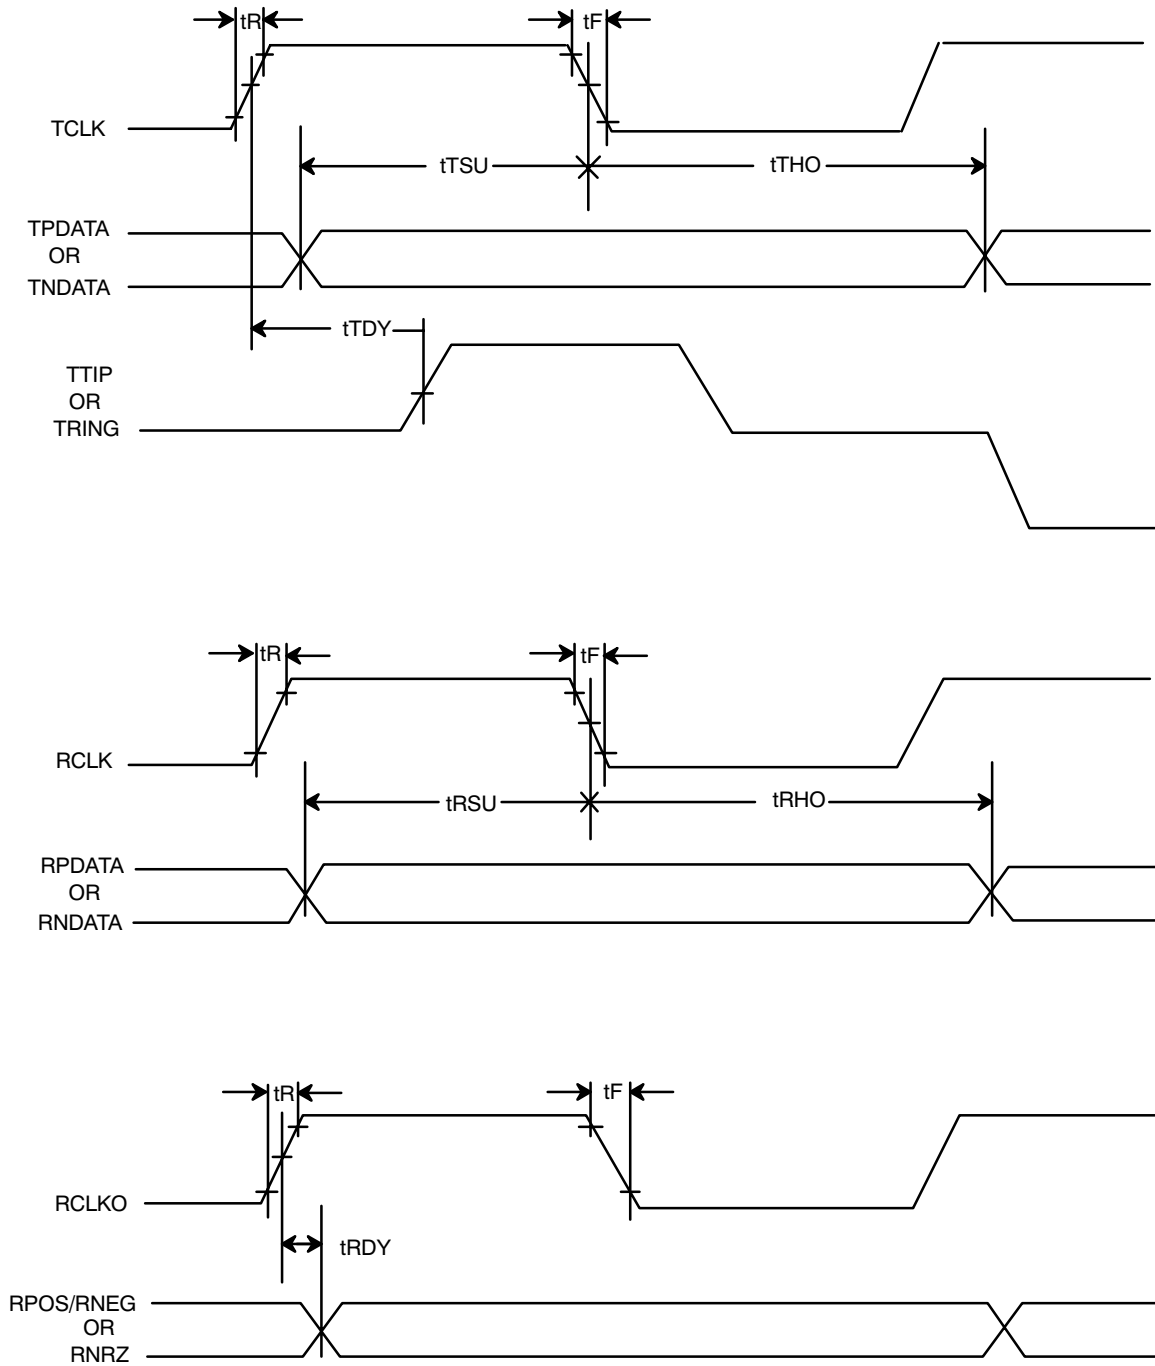 tR
tF
TCLK
tTSU
tTHO
TPDATA
OR
TNDATA
tTDY
TTIP
OR
TRING
tR
tF
RCLK
tRSU
tRHO
RPDATA
OR
RNDATA
tR
tF
RCLKO
tRDY
RPOS/RNEG
OR
RNRZ